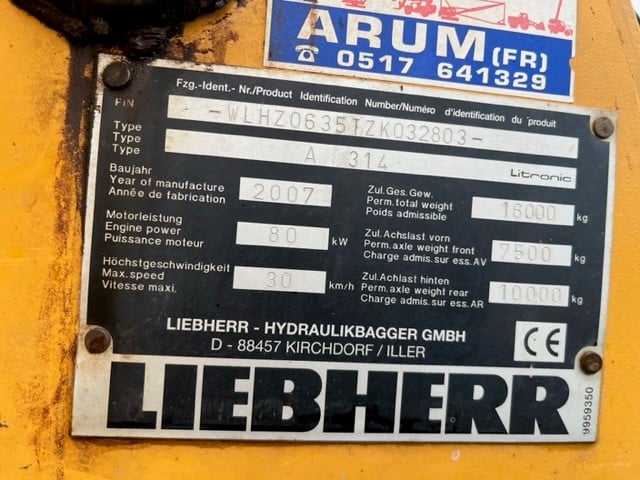 ARUM (FR)
☎ 0517 641329
Fzg.-Ident.- Nr./Product Identification Number/Numéro d'identification du produit
PIN -WLHZ0635TZK032803-
Type
Type A 314
Type Litronic
Baujahr
Year of manufacture 2007
Année de fabrication
Zul.Ges.Gew.
Perm.total weight 16000 kg
Poids admissible
Motorleistung
Engine power 80 kW
Puissance moteur
Zul.Achslast vorn
Perm.axle weight front 7500 kg
Charge admis.sur ess.AV
Höchstgeschwindigkeit
Max.speed 30 km/h
Vitesse maxi.
Zul.Achslast hinten
Perm.axle weight rear 10000 kg
Charge admis.sur ess.AR
LIEBHERR - HYDRAULIKBAGGER GMBH
D - 88457 KIRCHDORF/ILLER
CE
LIEBHERR
9959350